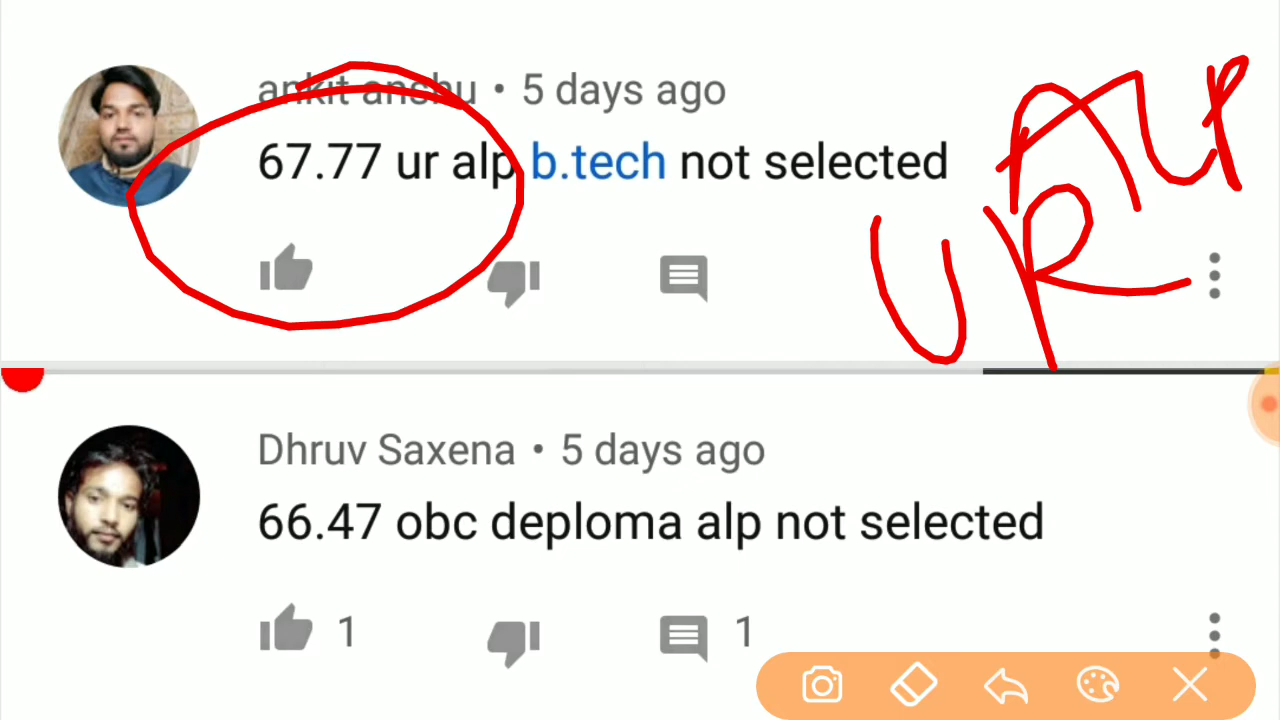 ankit anshu • 5 days ago
67.77 ur alp b.tech not selected
ALP
UR
Dhruv Saxena • 5 days ago
66.47 obc deploma alp not selected
1
1